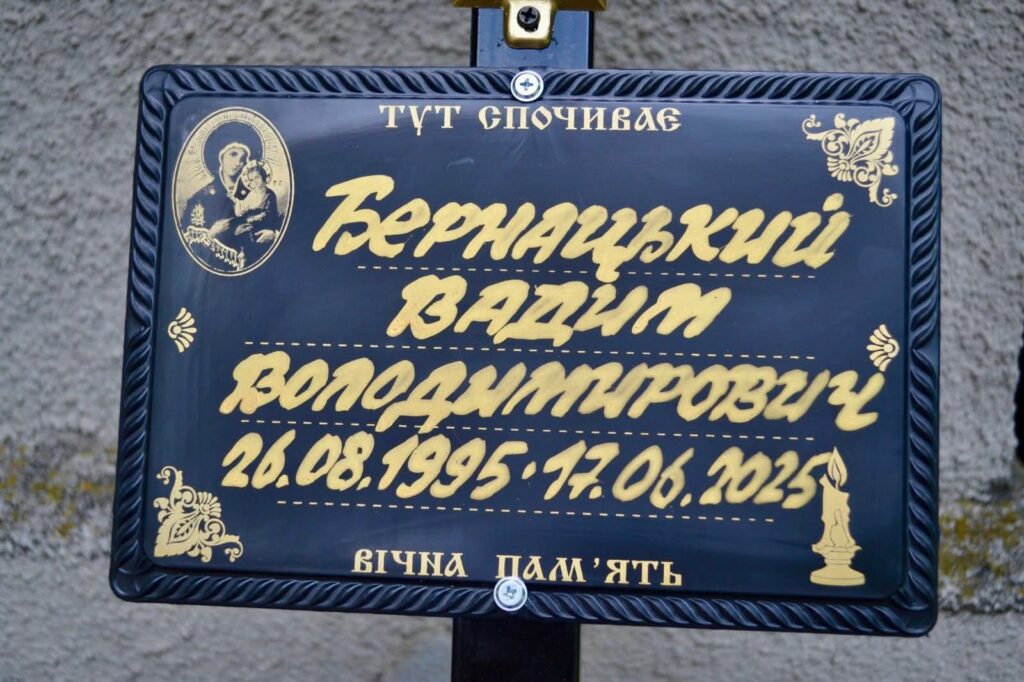 ТУТ СПОЧИВАЄ
Бернацький
Вадим
Володимирович
26.08.1995 · 17.06.2025
ВІЧНА ПАМ'ЯТЬ